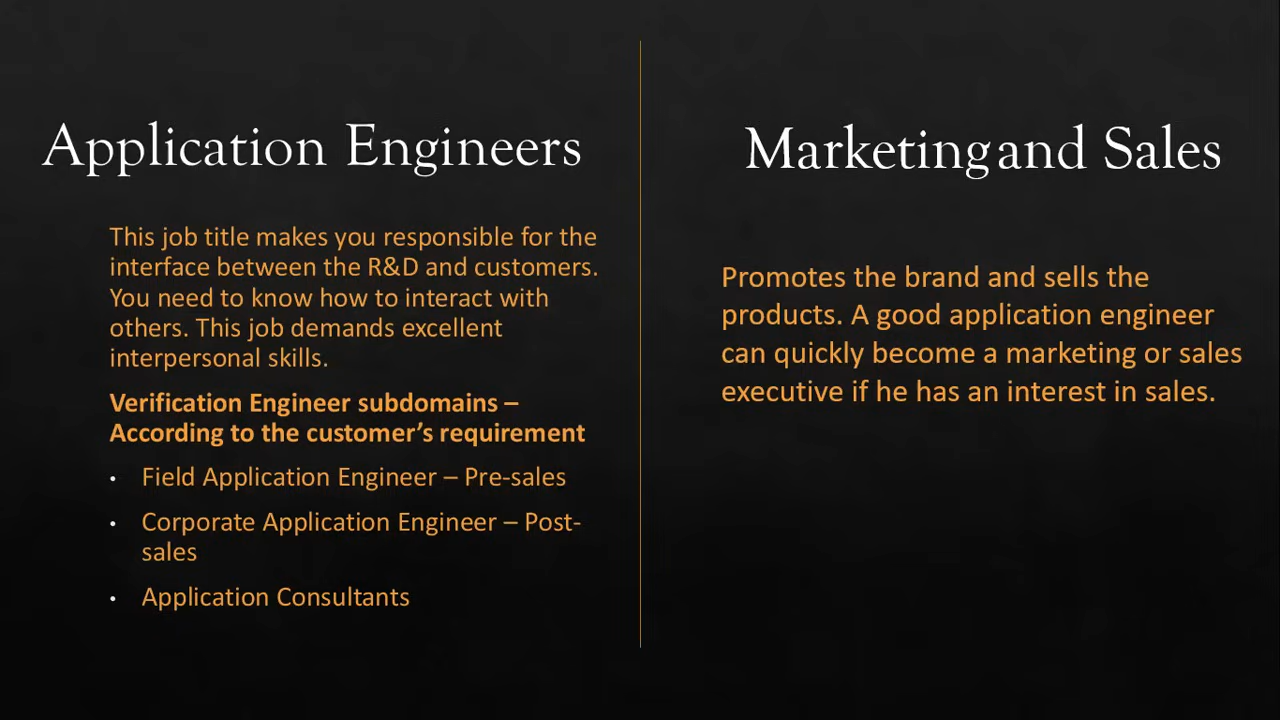 Application Engineers
This job title makes you responsible for the
interface between the R&D and customers.
You need to know how to interact with
others. This job demands excellent
interpersonal skills.
Verification Engineer subdomains –
According to the customer’s requirement
• Field Application Engineer – Pre-sales
• Corporate Application Engineer – Post-
sales
• Application Consultants
Marketing and Sales
Promotes the brand and sells the
products. A good application engineer
can quickly become a marketing or sales
executive if he has an interest in sales.